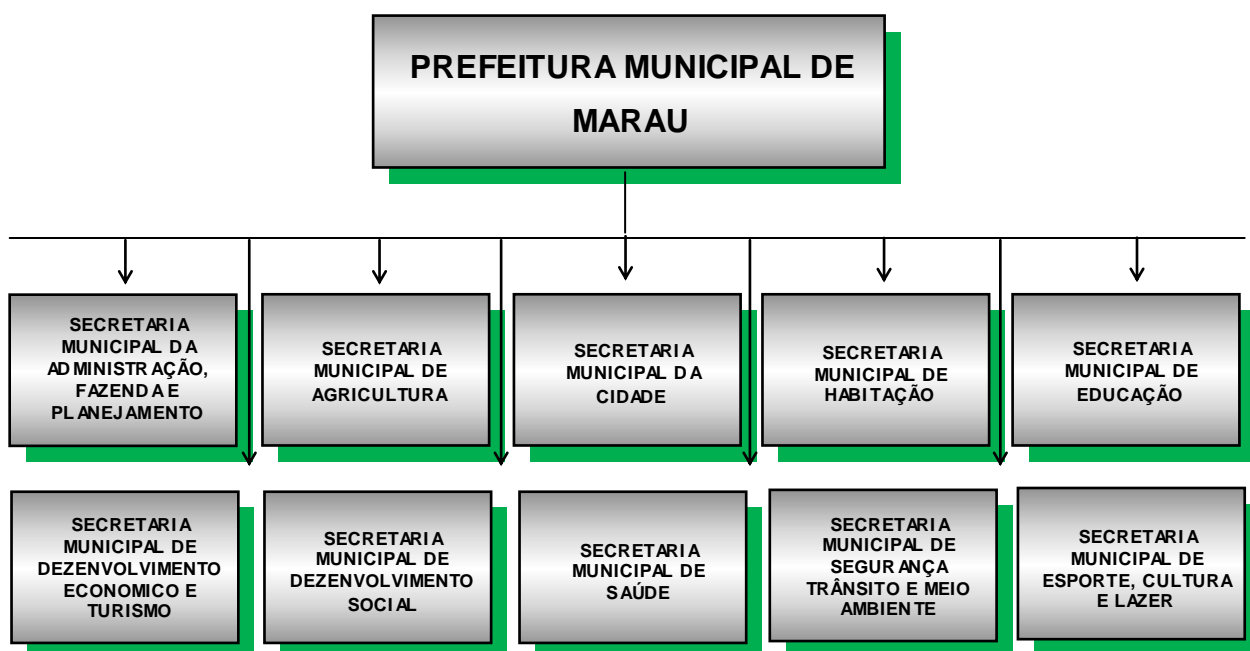 PREFEITURA MUNICIPAL DE
MARAU
SECRETARIA
MUNICIPAL DA
ADMINISTRAÇÃO,
FAZENDA E
PLANEJAMENTO
SECRETARIA
MUNICIPAL DE
AGRICULTURA
SECRETARIA
MUNICIPAL DA
CIDADE
SECRETARIA
MUNICIPAL DE
HABITAÇÃO
SECRETARIA
MUNICIPAL DE
EDUCAÇÃO
SECRETARIA
MUNICIPAL DE
DEZENVOLVIMENTO
ECONOMICO E
TURISMO
SECRETARIA
MUNICIPAL DE
DEZENVOLVIMENTO
SOCIAL
SECRETARIA
MUNICIPAL DE
SAÚDE
SECRETARIA
MUNICIPAL DE
SEGURANÇA
TRÂNSITO E MEIO
AMBIENTE
SECRETARIA
MUNICIPAL DE
ESPORTE, CULTURA
E LAZER